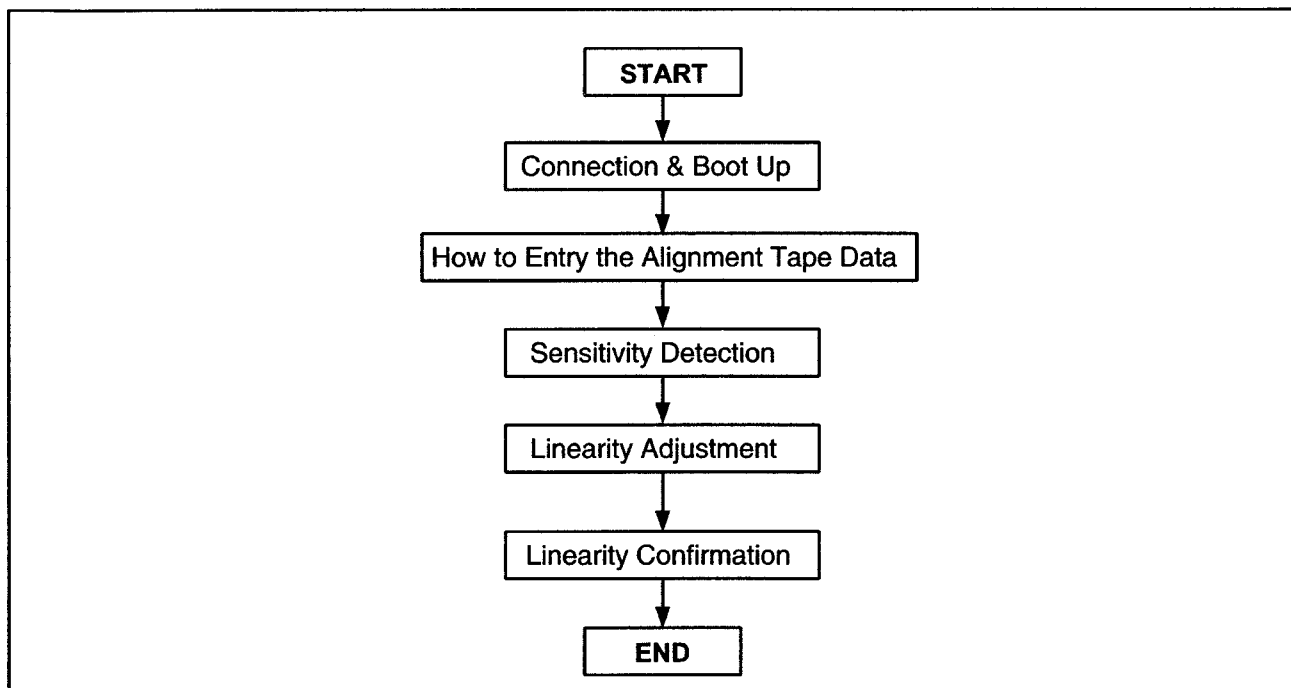 START
Connection & Boot Up
How to Entry the Alignment Tape Data
Sensitivity Detection
Linearity Adjustment
Linearity Confirmation
END